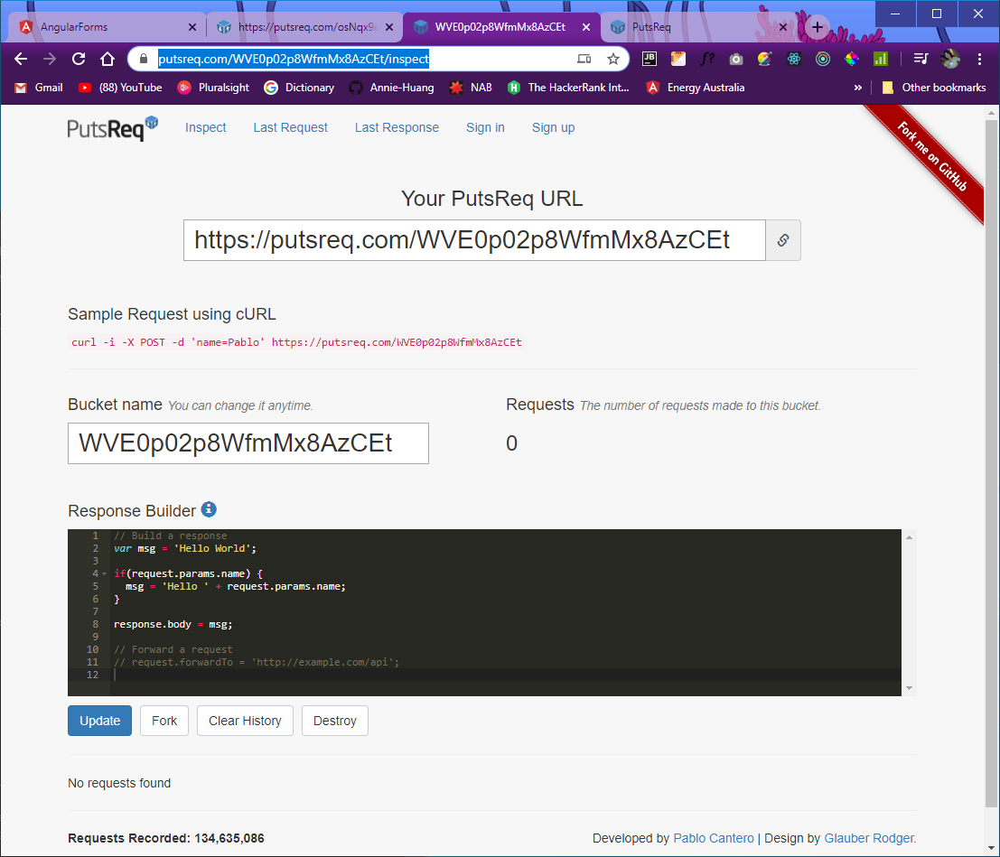 AngularForms
https://putsreq.com/osNqx9
WVE0p02p8WfmMx8AzCEt
PutsReq
putsreq.com/WVE0p02p8WfmMx8AzCEt/inspect
JB
f?
Gmail
(88) YouTube
Pluralsight
Dictionary
Annie-Huang
NAB
The HackerRank Int...
Energy Australia
»
Other bookmarks
PutsReq
Inspect
Last Request
Last Response
Sign in
Sign up
Fork me on GitHub
Your PutsReq URL
https://putsreq.com/WVE0p02p8WfmMx8AzCEt
Sample Request using cURL
curl -i -X POST -d 'name=Pablo' https://putsreq.com/WVE0p02p8WfmMx8AzCEt
Bucket name You can change it anytime.
WVE0p02p8WfmMx8AzCEt
Requests The number of requests made to this bucket.
0
Response Builder
1 // Build a response
2 var msg = 'Hello World';
3
4 if(request.params.name) {
5   msg = 'Hello ' + request.params.name;
6 }
7
8 response.body = msg;
9
10 // Forward a request
11 // request.forwardTo = 'http://example.com/api';
12
Update
Fork
Clear History
Destroy
No requests found
Requests Recorded: 134,635,086
Developed by Pablo Cantero | Design by Glauber Rodger.